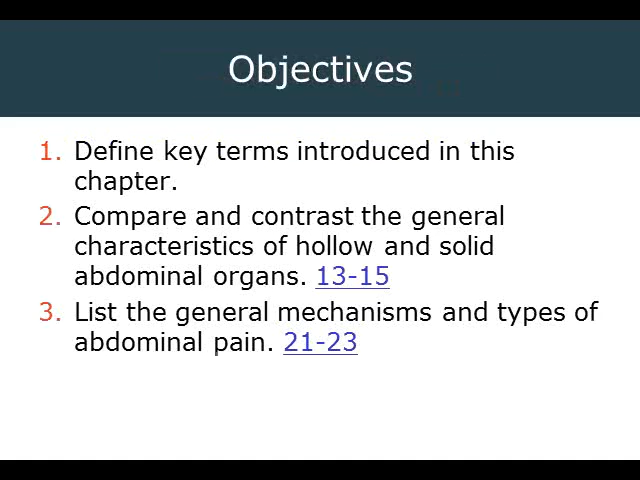 Objectives
1. Define key terms introduced in this
chapter.
2. Compare and contrast the general
characteristics of hollow and solid
abdominal organs. 13-15
3. List the general mechanisms and types of
abdominal pain. 21-23